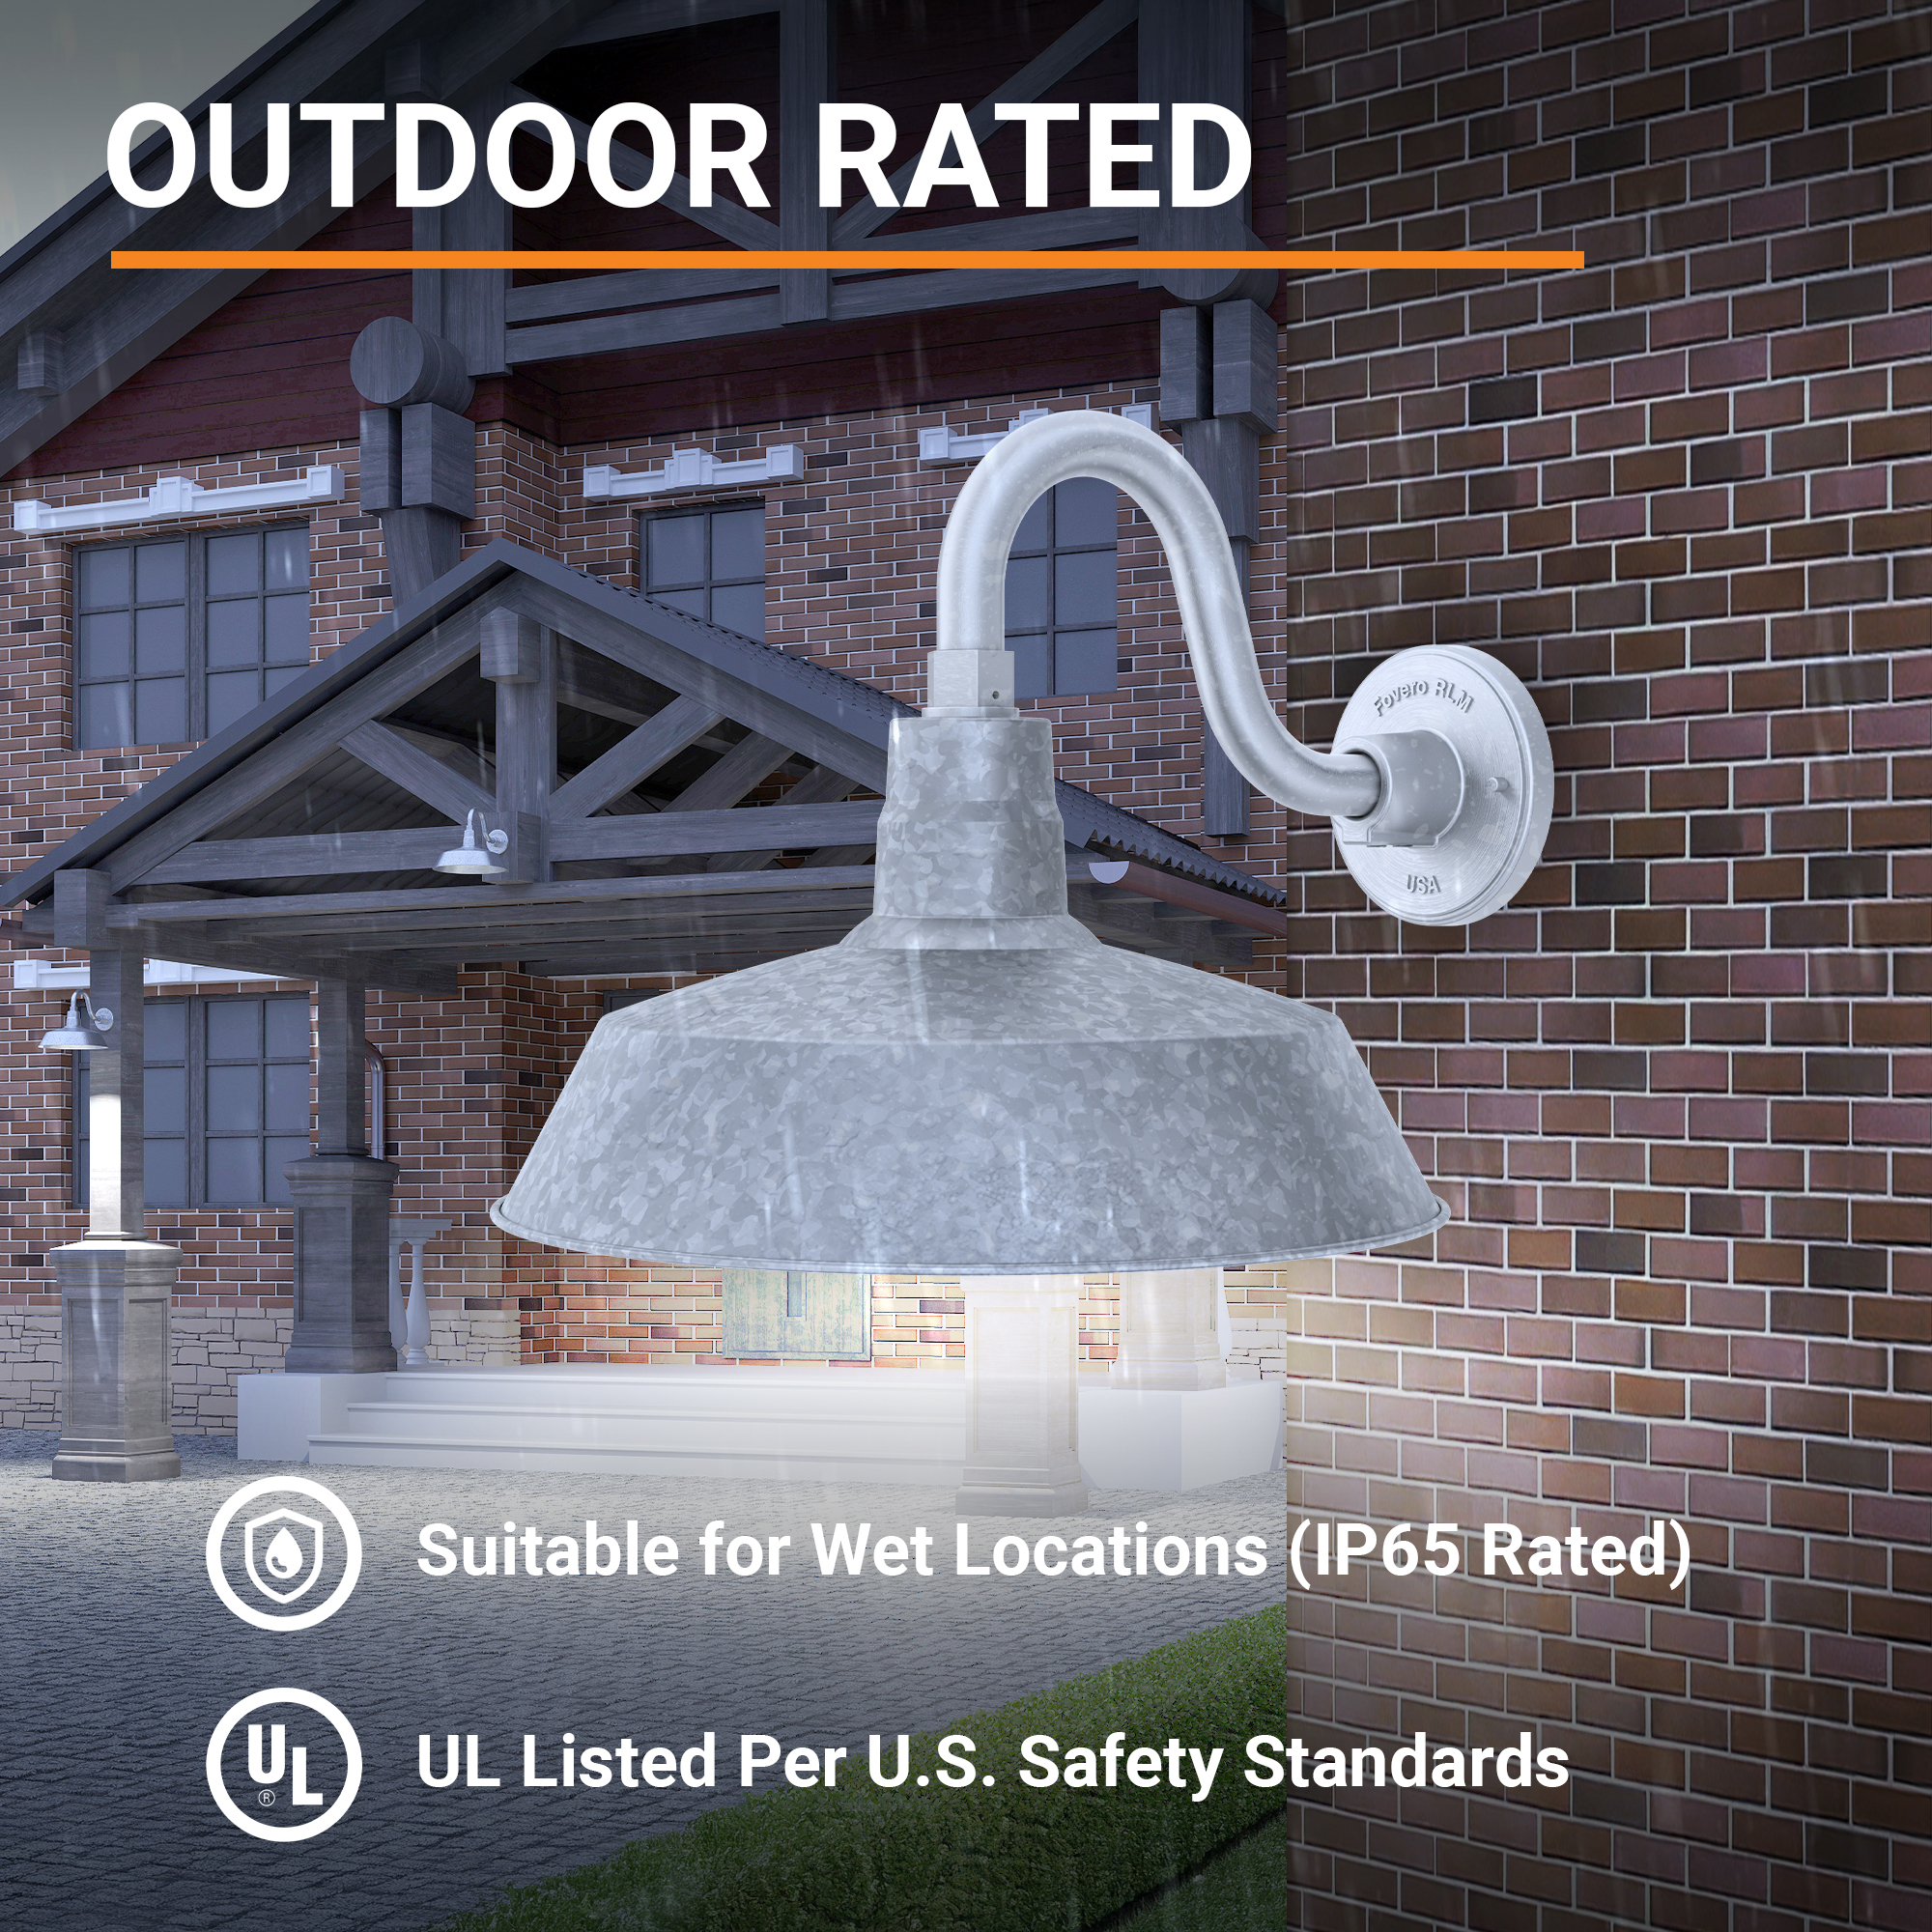 OUTDOOR RATED
Fovero RLM
USA
Suitable for Wet Locations (IP65 Rated)
UL® UL Listed Per U.S. Safety Standards